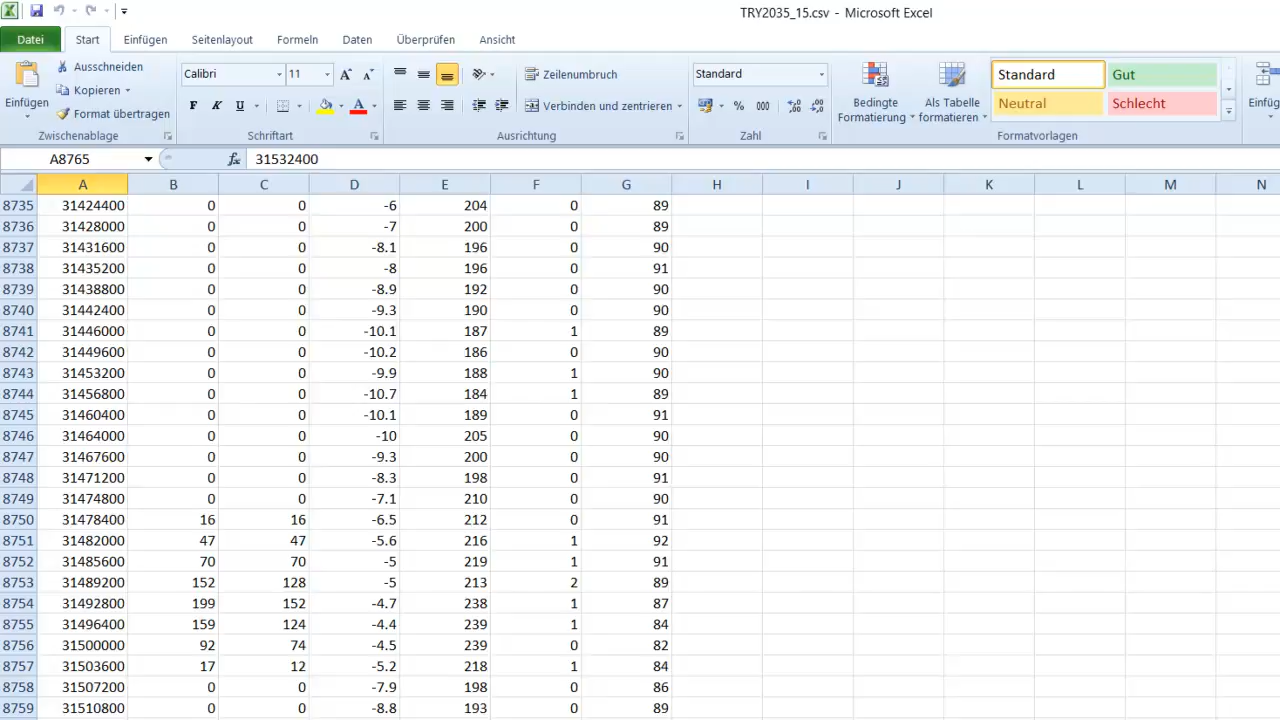 TRY2035_15.csv - Microsoft Excel
Datei Start Einfügen Seitenlayout Formeln Daten Überprüfen Ansicht
Einfügen
Ausschneiden
Kopieren
Format übertragen
Zwischenablage
Calibri 11
F K U
Schriftart
Zeilenumbruch
Verbinden und zentrieren
Ausrichtung
Standard
% 000
Zahl
Bedingte Formatierung
Als Tabelle formatieren
Standard Gut
Neutral Schlecht
Formatvorlagen
Einfüg
A8765 fx 31532400
A B C D E F G H I J K L M N
8735 31424400 0 0 -6 204 0 89
8736 31428000 0 0 -7 200 0 89
8737 31431600 0 0 -8.1 196 0 90
8738 31435200 0 0 -8 196 0 91
8739 31438800 0 0 -8.9 192 0 90
8740 31442400 0 0 -9.3 190 0 90
8741 31446000 0 0 -10.1 187 1 89
8742 31449600 0 0 -10.2 186 0 90
8743 31453200 0 0 -9.9 188 1 90
8744 31456800 0 0 -10.7 184 1 89
8745 31460400 0 0 -10.1 189 0 91
8746 31464000 0 0 -10 205 0 90
8747 31467600 0 0 -9.3 200 0 90
8748 31471200 0 0 -8.3 198 0 91
8749 31474800 0 0 -7.1 210 0 90
8750 31478400 16 16 -6.5 212 0 91
8751 31482000 47 47 -5.6 216 1 92
8752 31485600 70 70 -5 219 1 91
8753 31489200 152 128 -5 213 2 89
8754 31492800 199 152 -4.7 238 1 87
8755 31496400 159 124 -4.4 239 1 84
8756 31500000 92 74 -4.5 239 0 82
8757 31503600 17 12 -5.2 218 1 84
8758 31507200 0 0 -7.9 198 0 86
8759 31510800 0 0 -8.8 193 0 89